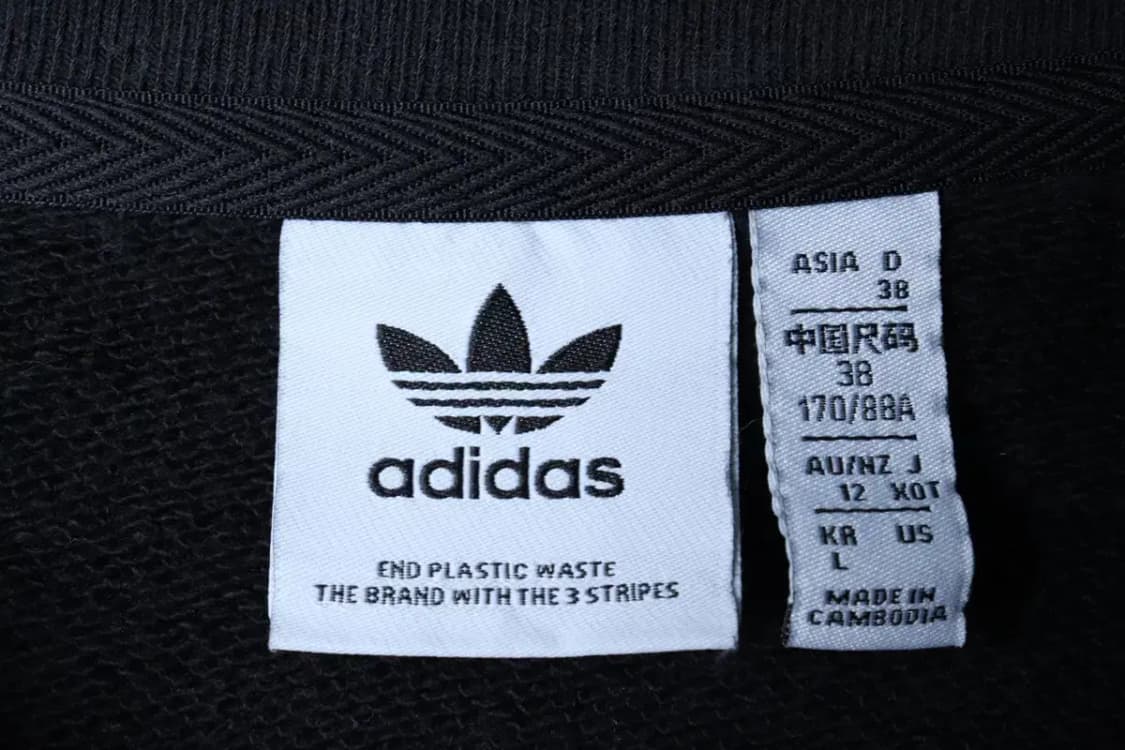 adidas
END PLASTIC WASTE
THE BRAND WITH THE 3 STRIPES
ASIA D
38
中国尺码
38
170/88A
AU/NZ J
12 XOT
KR US
L
MADE IN
CAMBODIA